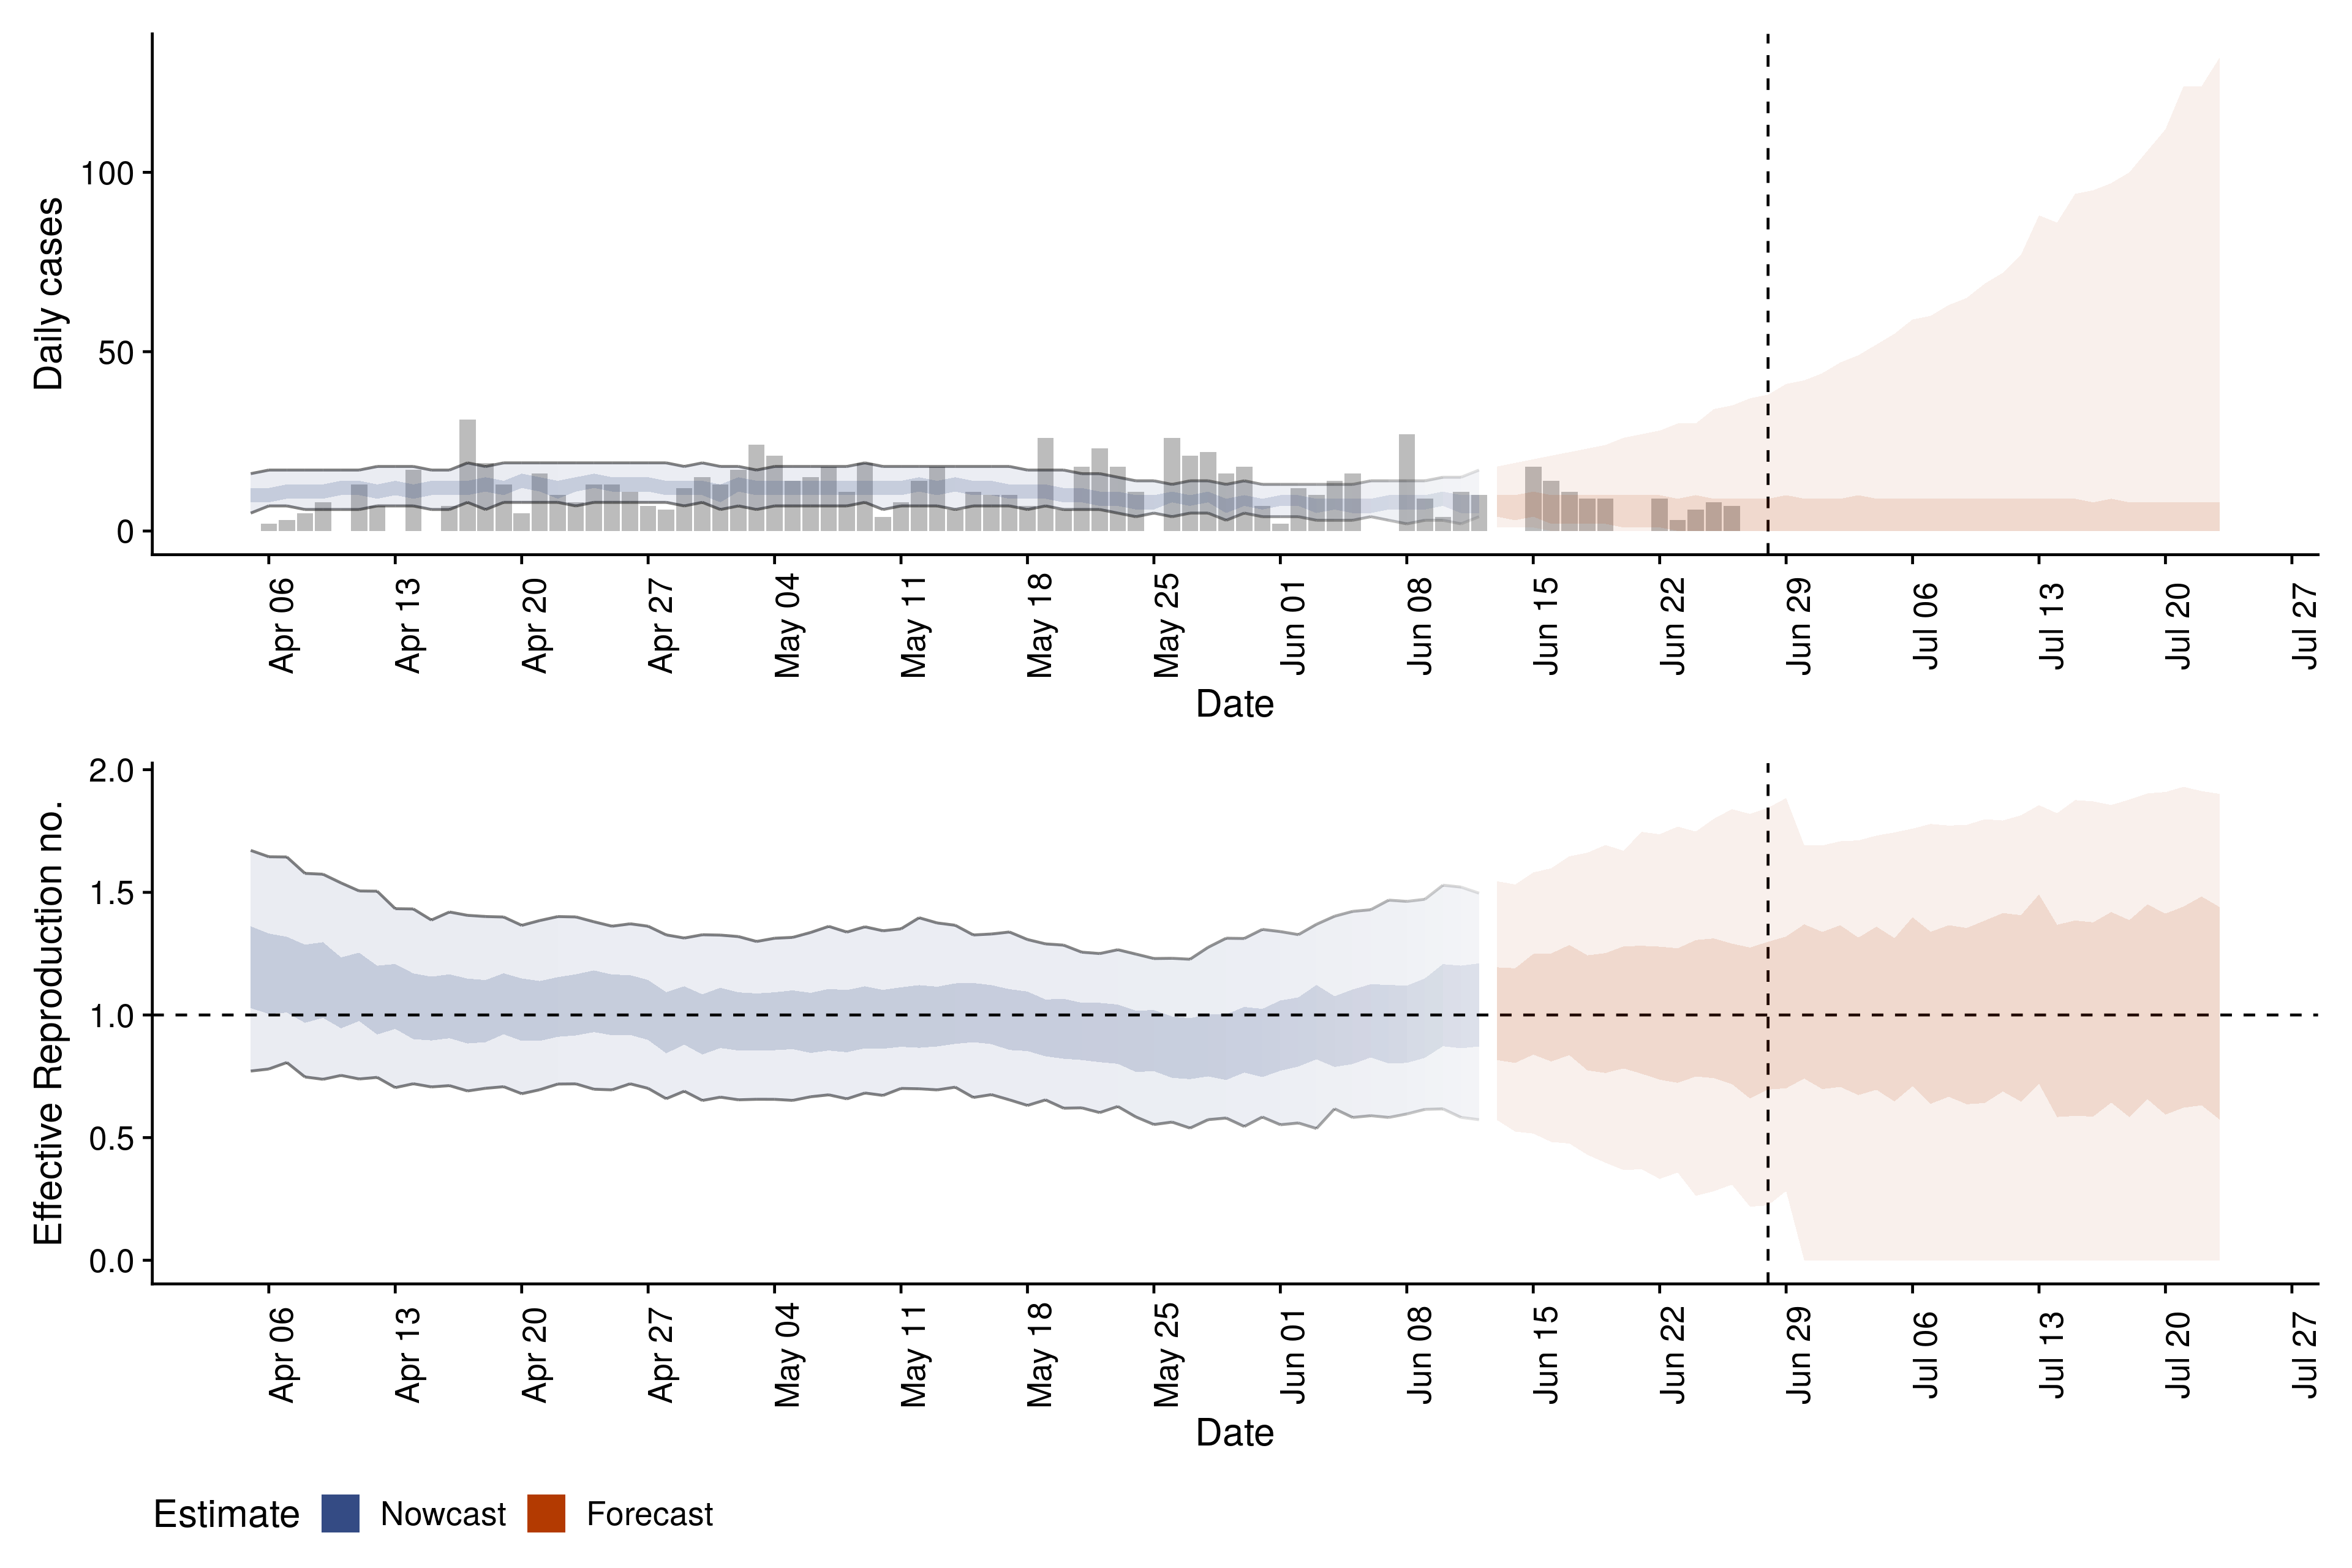 Daily cases
100
50
0
Apr 06 Apr 13 Apr 20 Apr 27 May 04 May 11 May 18 May 25 Jun 01 Jun 08 Jun 15 Jun 22 Jun 29 Jul 06 Jul 13 Jul 20 Jul 27
Date
Effective Reproduction no.
2.0
1.5
1.0
0.5
0.0
Apr 06 Apr 13 Apr 20 Apr 27 May 04 May 11 May 18 May 25 Jun 01 Jun 08 Jun 15 Jun 22 Jun 29 Jul 06 Jul 13 Jul 20 Jul 27
Date
Estimate Nowcast Forecast